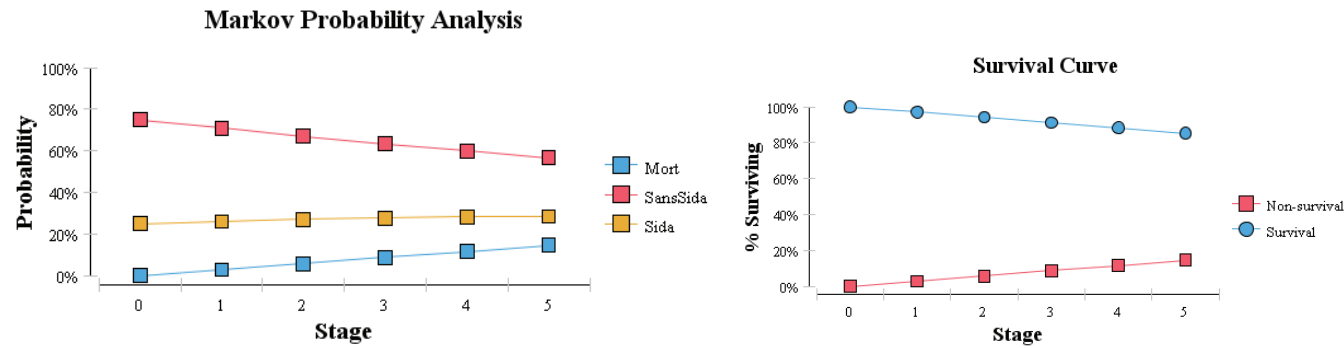 Markov Probability Analysis
100%
80%
60%
40%
20%
0%
Probability
0 1 2 3 4 5
Stage
Mort
SansSida
Sida
Survival Curve
100%
80%
60%
40%
20%
0%
% Surviving
0 1 2 3 4 5
Stage
Non-survival
Survival